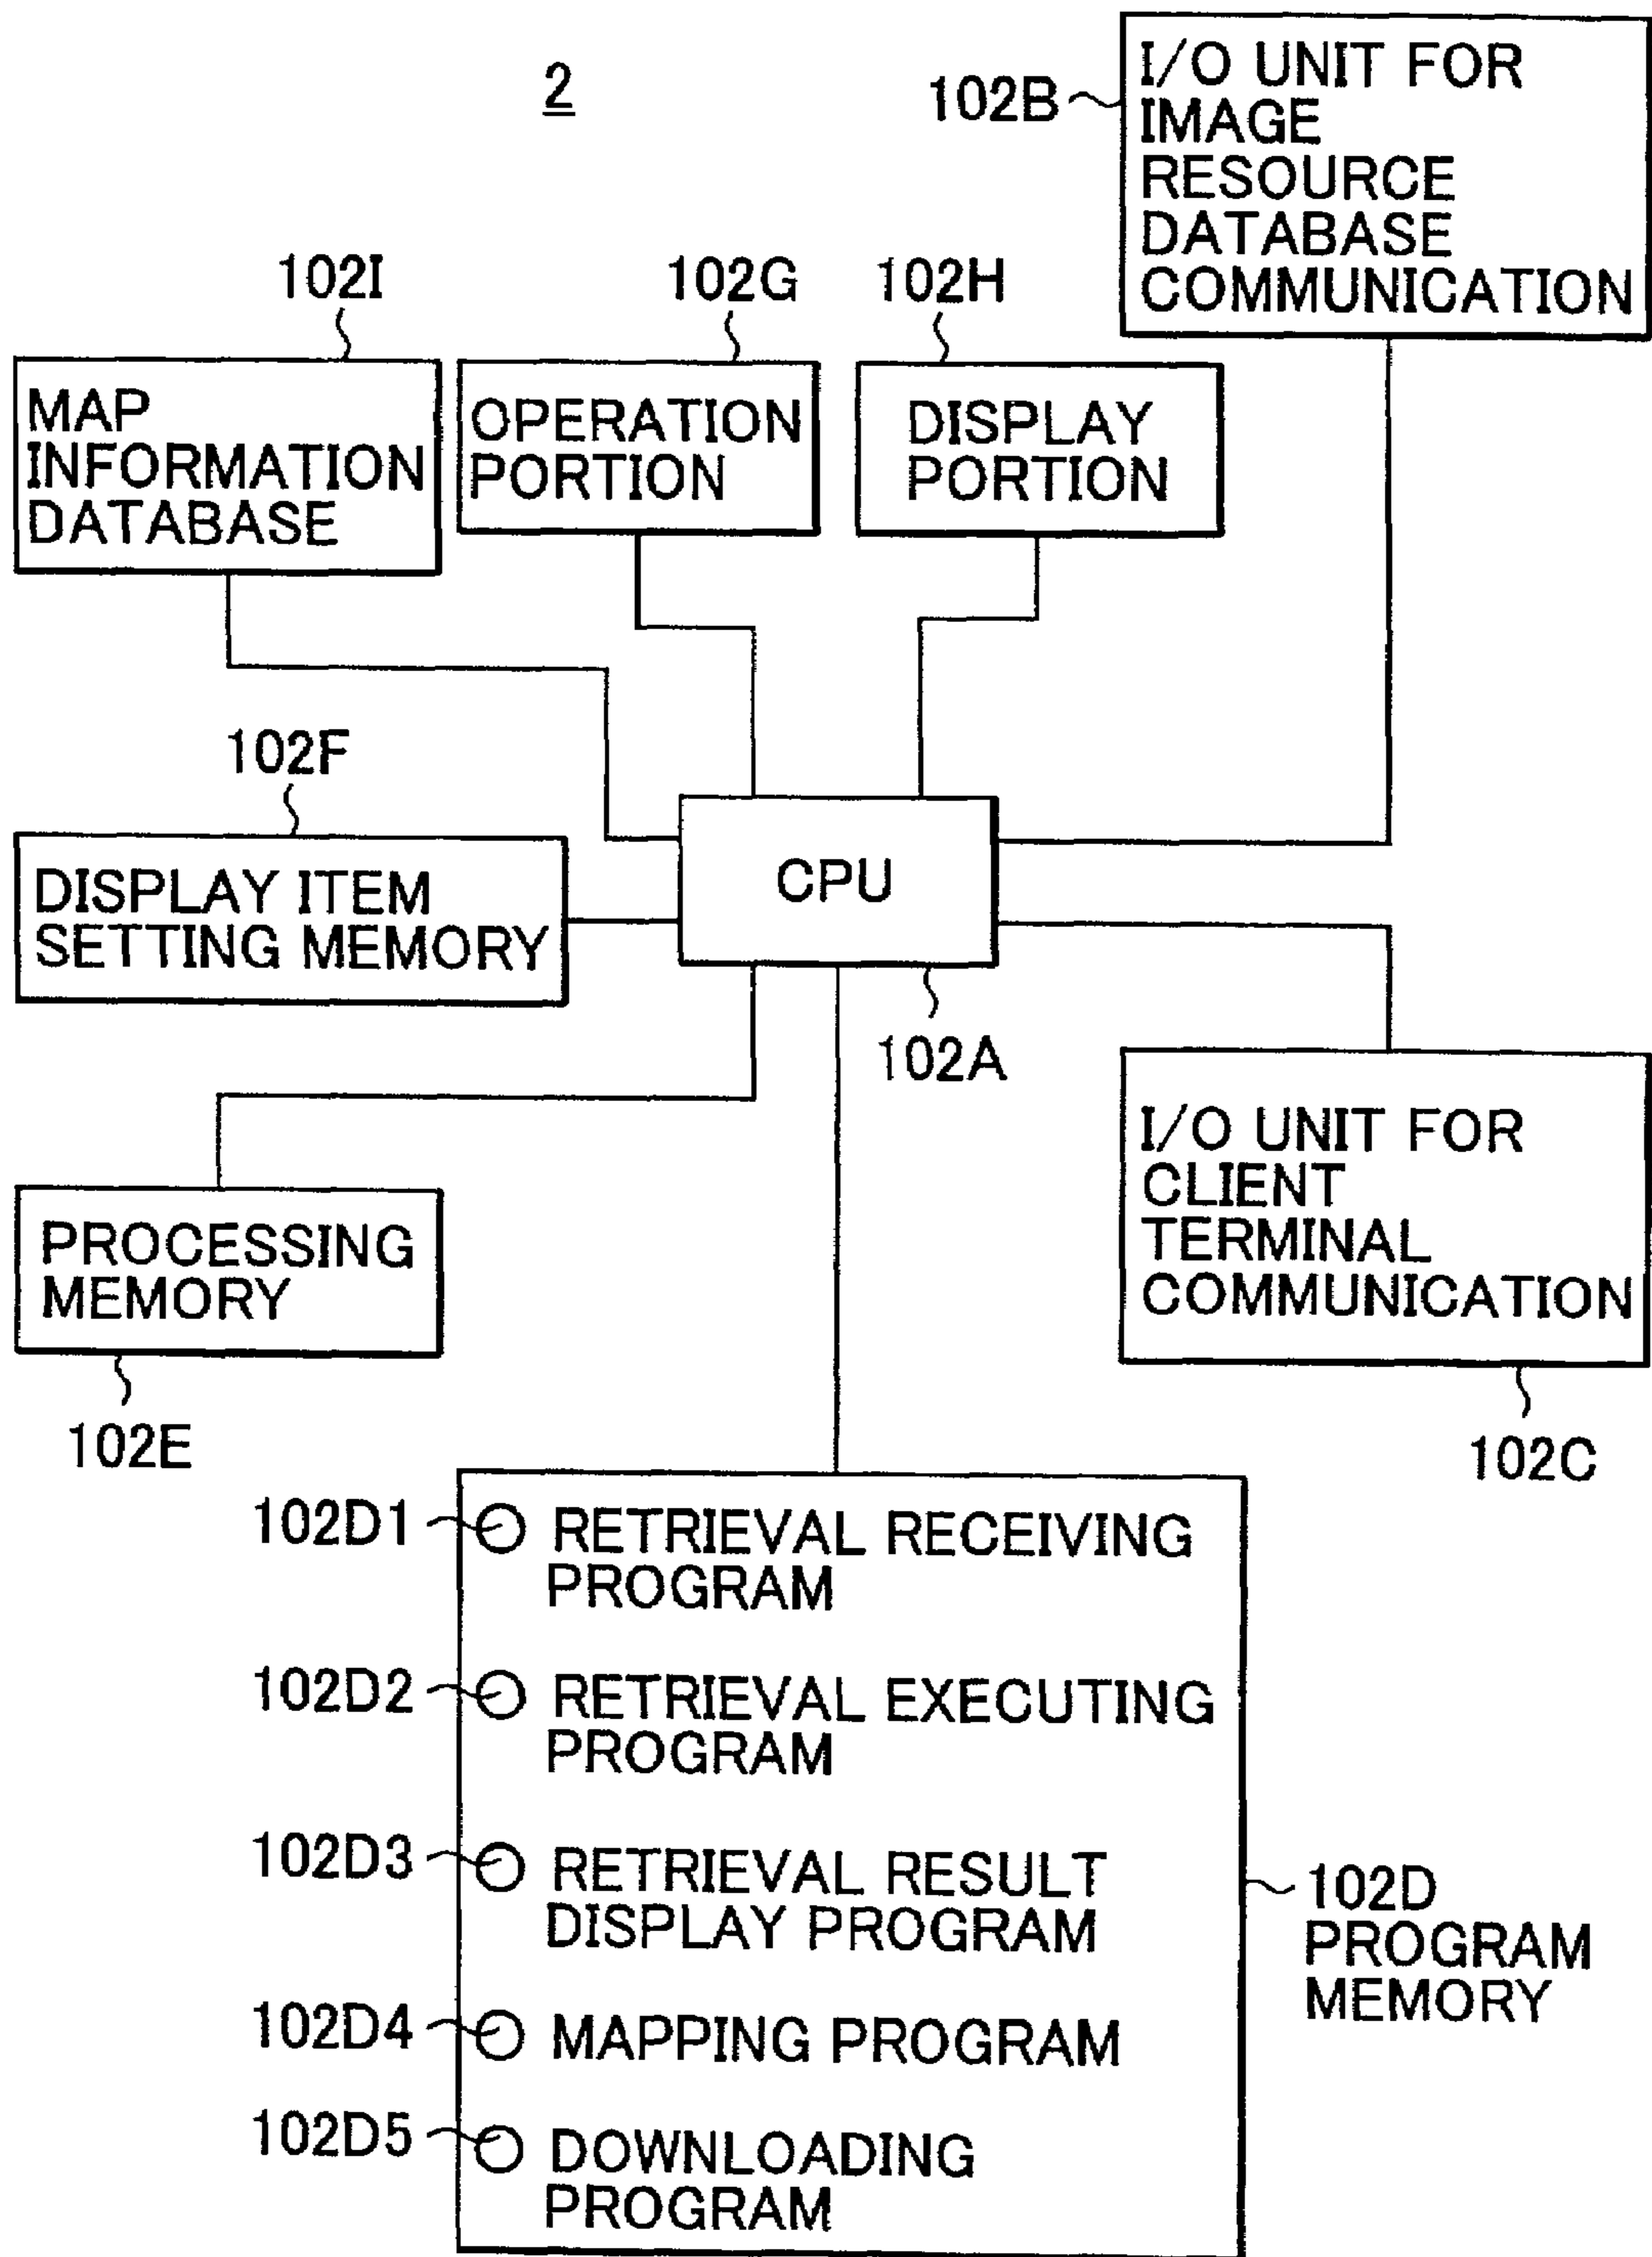 2
102B
I/O UNIT FOR
IMAGE
RESOURCE
DATABASE
COMMUNICATION
102I
102G
102H
MAP
INFORMATION
DATABASE
OPERATION
PORTION
DISPLAY
PORTION
102F
DISPLAY ITEM
SETTING MEMORY
CPU
102A
PROCESSING
MEMORY
102E
I/O UNIT FOR
CLIENT
TERMINAL
COMMUNICATION
102C
102D1
RETRIEVAL RECEIVING
PROGRAM
102D2
RETRIEVAL EXECUTING
PROGRAM
102D3
RETRIEVAL RESULT
DISPLAY PROGRAM
102D4
MAPPING PROGRAM
102D5
DOWNLOADING
PROGRAM
102D
PROGRAM
MEMORY